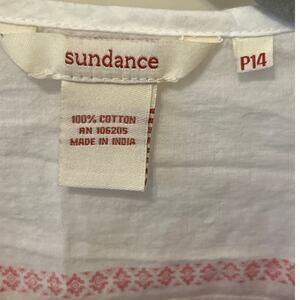 sundance
P14
100% COTTON
RN 106205
MADE IN INDIA